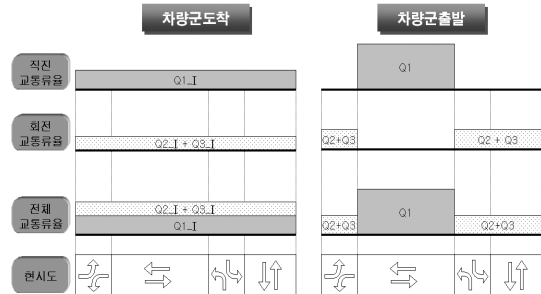 차량군도착
차량군출발
직진
교통류율
Q1_I
Q1
회전
교통류율
Q2_I + Q3_I
Q2+Q3
Q2 + Q3
전체
교통류율
Q2_I + Q3_I
Q1_I
Q2+Q3
Q1
Q2+Q3
현시도